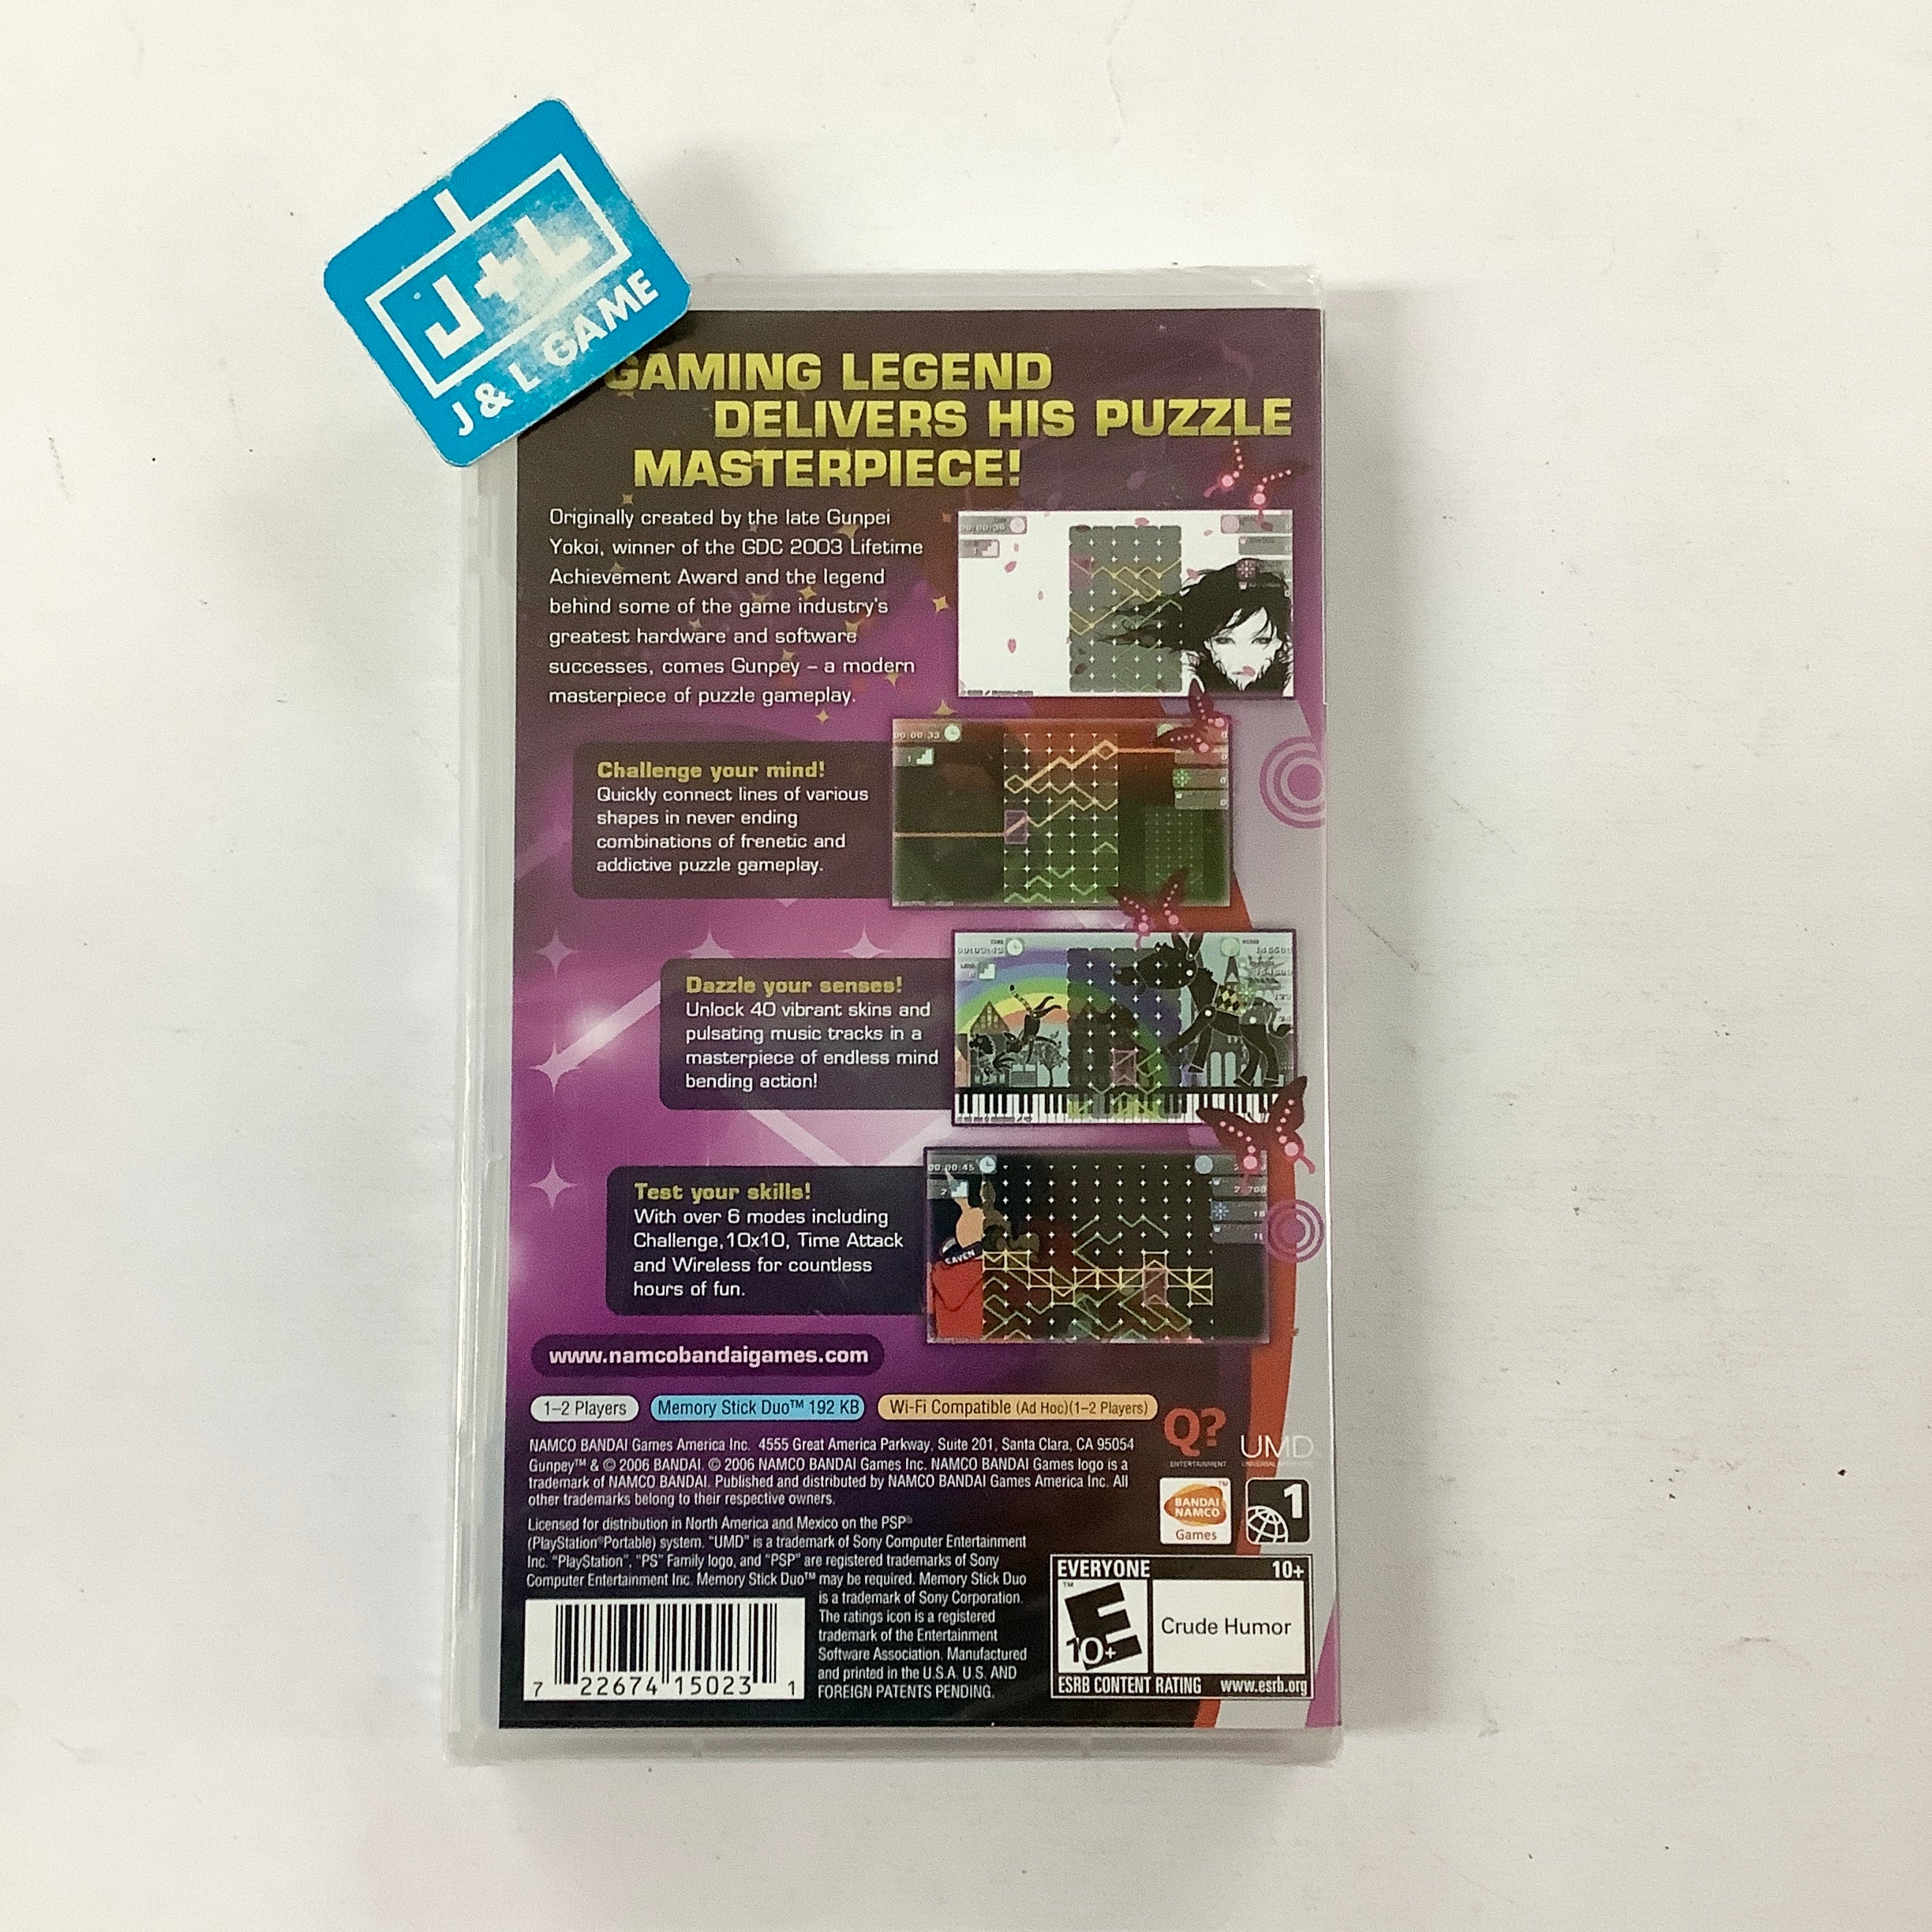 J+L
J & L GAME
GAMING LEGEND
DELIVERS HIS PUZZLE
MASTERPIECE!
Originally created by the late Gunpei
Yokoi, winner of the GDC 2003 Lifetime
Achievement Award and the legend
behind some of the game industry's
greatest hardware and software
successes, comes Gunpey – a modern
masterpiece of puzzle gameplay.
00:00:33
1
Challenge your mind!
Quickly connect lines of various
shapes in never ending
combinations of frenetic and
addictive puzzle gameplay.
Dazzle your senses!
Unlock 40 vibrant skins and
pulsating music tracks in a
masterpiece of endless mind
bending action!
00:00:45
2
Test your skills!
With over 6 modes including
Challenge,10x10, Time Attack
and Wireless for countless
hours of fun.
www.namcobandaigames.com
1–2 Players
Memory Stick Duo™ 192 KB
Wi-Fi Compatible (Ad Hoc)(1–2 Players)
NAMCO BANDAI Games America Inc. 4555 Great America Parkway, Suite 201, Santa Clara, CA 95054
Gunpey™ & © 2006 BANDAI. © 2006 NAMCO BANDAI Games Inc. NAMCO BANDAI Games logo is a
trademark of NAMCO BANDAI. Published and distributed by NAMCO BANDAI Games America Inc. All
other trademarks belong to their respective owners.
Q?
ENTERTAINMENT
UMD
BANDAI
NAMCO
Games
™
1
Licensed for distribution in North America and Mexico on the PSP®
(PlayStation®Portable) system. "UMD" is a trademark of Sony Computer Entertainment
Inc. "PlayStation", "PS" Family logo, and "PSP" are registered trademarks of Sony
Computer Entertainment Inc. Memory Stick Duo™ may be required. Memory Stick Duo
is a trademark of Sony Corporation.
The ratings icon is a registered
trademark of the Entertainment
Software Association. Manufactured
and printed in the U.S.A. U.S. AND
FOREIGN PATENTS PENDING.
7 22674 15023 1
EVERYONE 10+
™
E
10+
Crude Humor
ESRB CONTENT RATING www.esrb.org